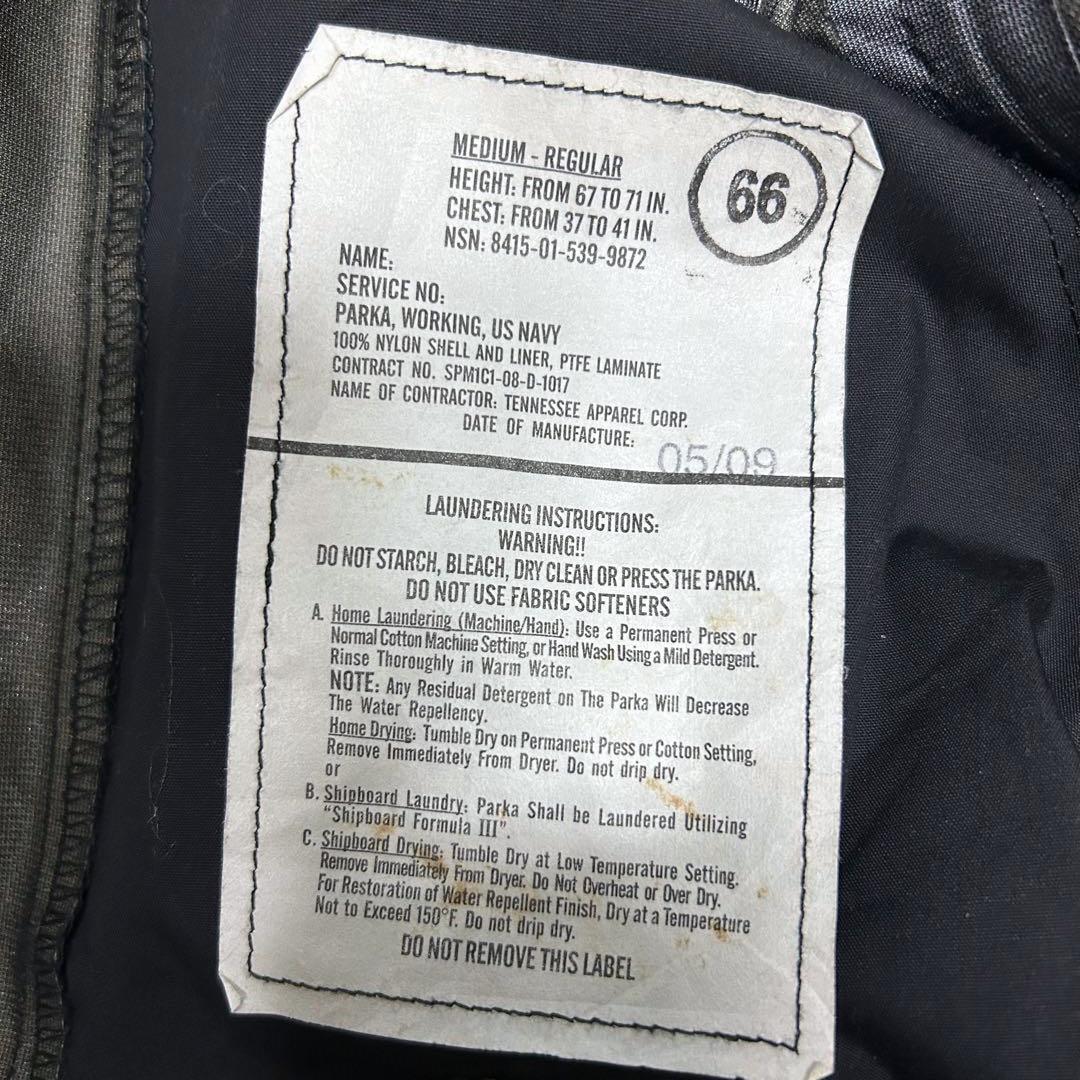 MEDIUM - REGULAR
HEIGHT: FROM 67 TO 71 IN.
CHEST: FROM 37 TO 41 IN.
NSN: 8415-01-539-9872
66
NAME:
SERVICE NO:
PARKA, WORKING, US NAVY
100% NYLON SHELL AND LINER, PTFE LAMINATE
CONTRACT NO. SPM1C1-08-D-1017
NAME OF CONTRACTOR: TENNESSEE APPAREL CORP.
DATE OF MANUFACTURE: 05/09
LAUNDERING INSTRUCTIONS:
WARNING!!
DO NOT STARCH, BLEACH, DRY CLEAN OR PRESS THE PARKA.
DO NOT USE FABRIC SOFTENERS
A. Home Laundering (Machine/Hand): Use a Permanent Press or
Normal Cotton Machine Setting, or Hand Wash Using a Mild Detergent.
Rinse Thoroughly in Warm Water.
NOTE: Any Residual Detergent on The Parka Will Decrease
The Water Repellency.
Home Drying: Tumble Dry on Permanent Press or Cotton Setting,
Remove Immediately From Dryer. Do not drip dry.
or
B. Shipboard Laundry: Parka Shall be Laundered Utilizing
"Shipboard Formula III".
C. Shipboard Drying: Tumble Dry at Low Temperature Setting.
Remove Immediately From Dryer. Do Not Overheat or Over Dry.
For Restoration of Water Repellent Finish, Dry at a Temperature
Not to Exceed 150°F. Do not drip dry.
DO NOT REMOVE THIS LABEL